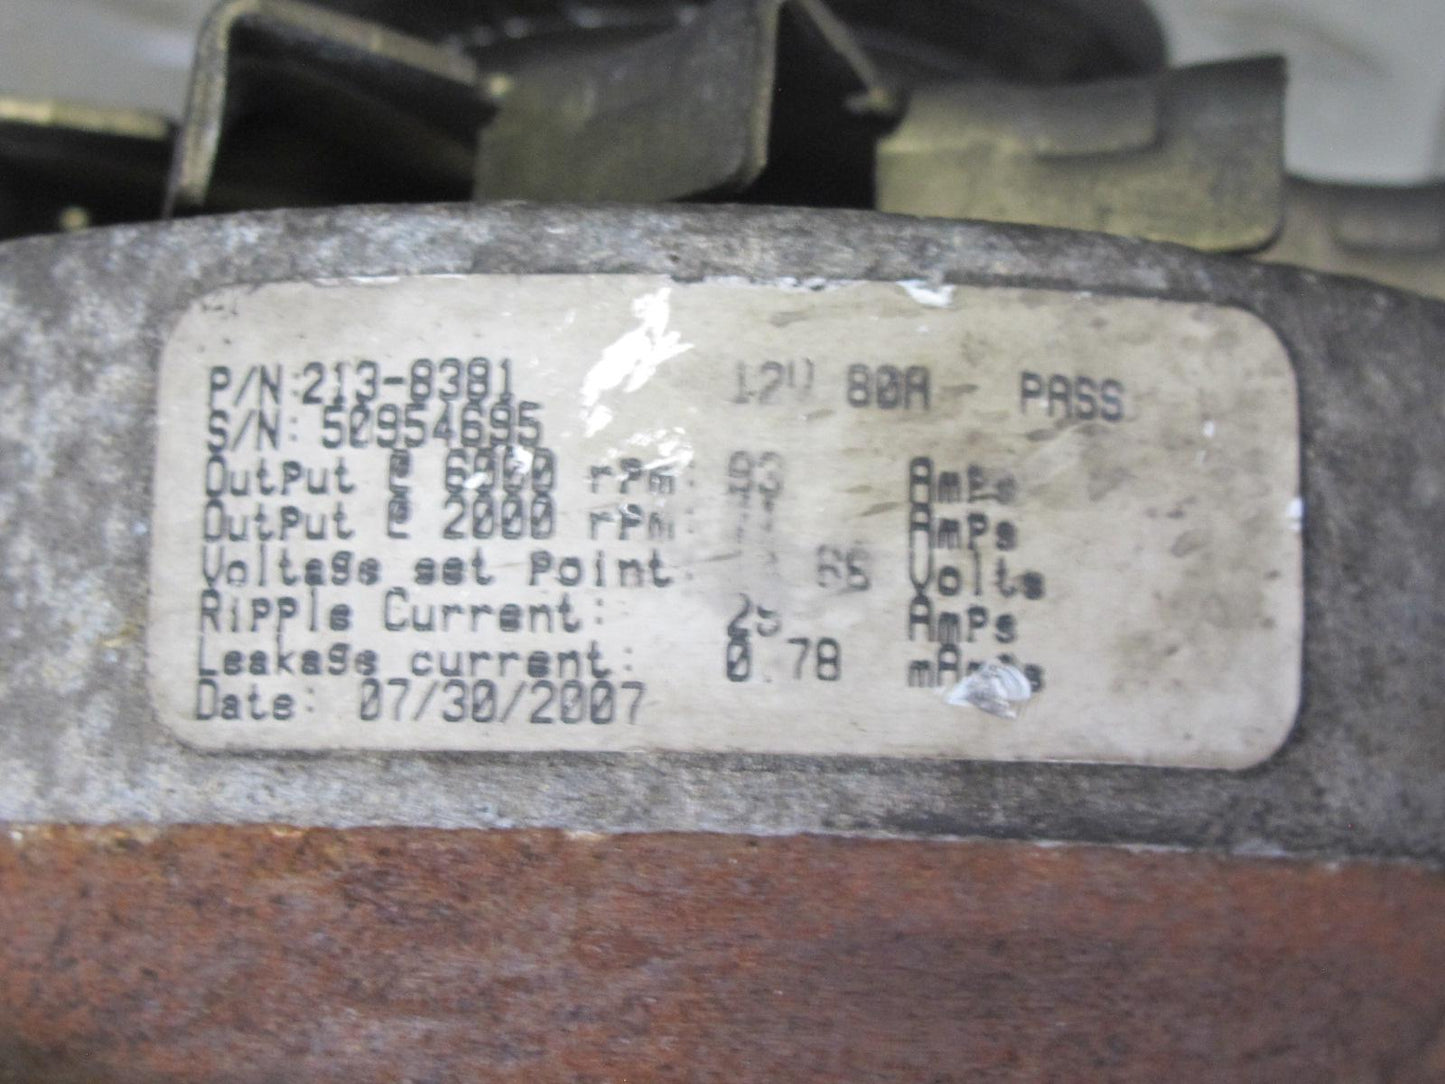 P/N:213-8381 12V 80A PASS
S/N: 50954695
Output @ 6000 rpm: 93 Amps
Output @ 2000 rpm: Amps
Voltage set Point: Volts
Ripple Current: Amps
Leakage current: 0.78 mAmps
Date: 07/30/2007